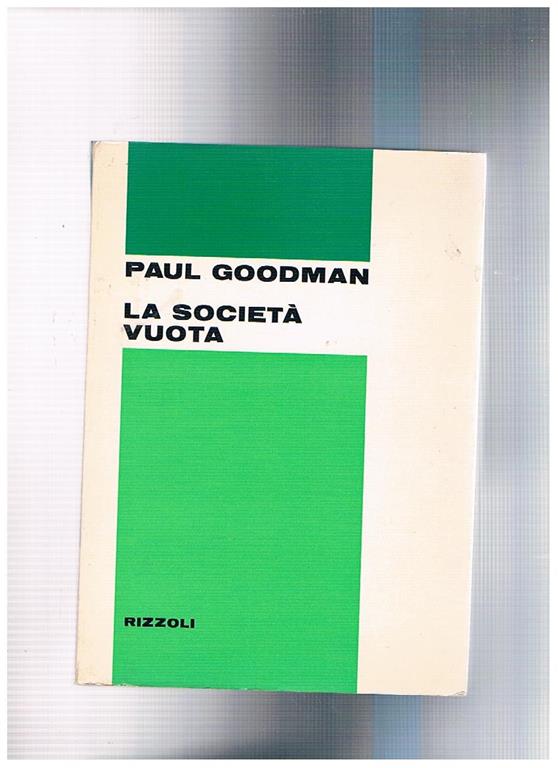 PAUL GOODMAN
LA SOCIETÀ
VUOTA
RIZZOLI